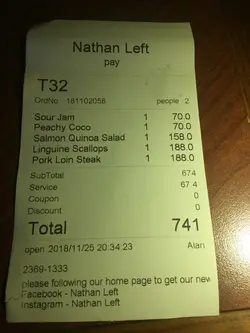 Nathan Left
pay
T32
OrdNo 181102058 people 2
Sour Jam 1 70.0
Peachy Coco 1 70.0
Salmon Quinoa Salad 1 158.0
Linguine Scallops 1 188.0
Pork Loin Steak 1 188.0
SubTotal 674
Service 67.4
Coupon 0
Discount 0
Total 741
open 2018/11/25 20:34:23 Alan
2369-1333
please following our home page to get our new
Facebook - Nathan Left
Instagram - Nathan Left